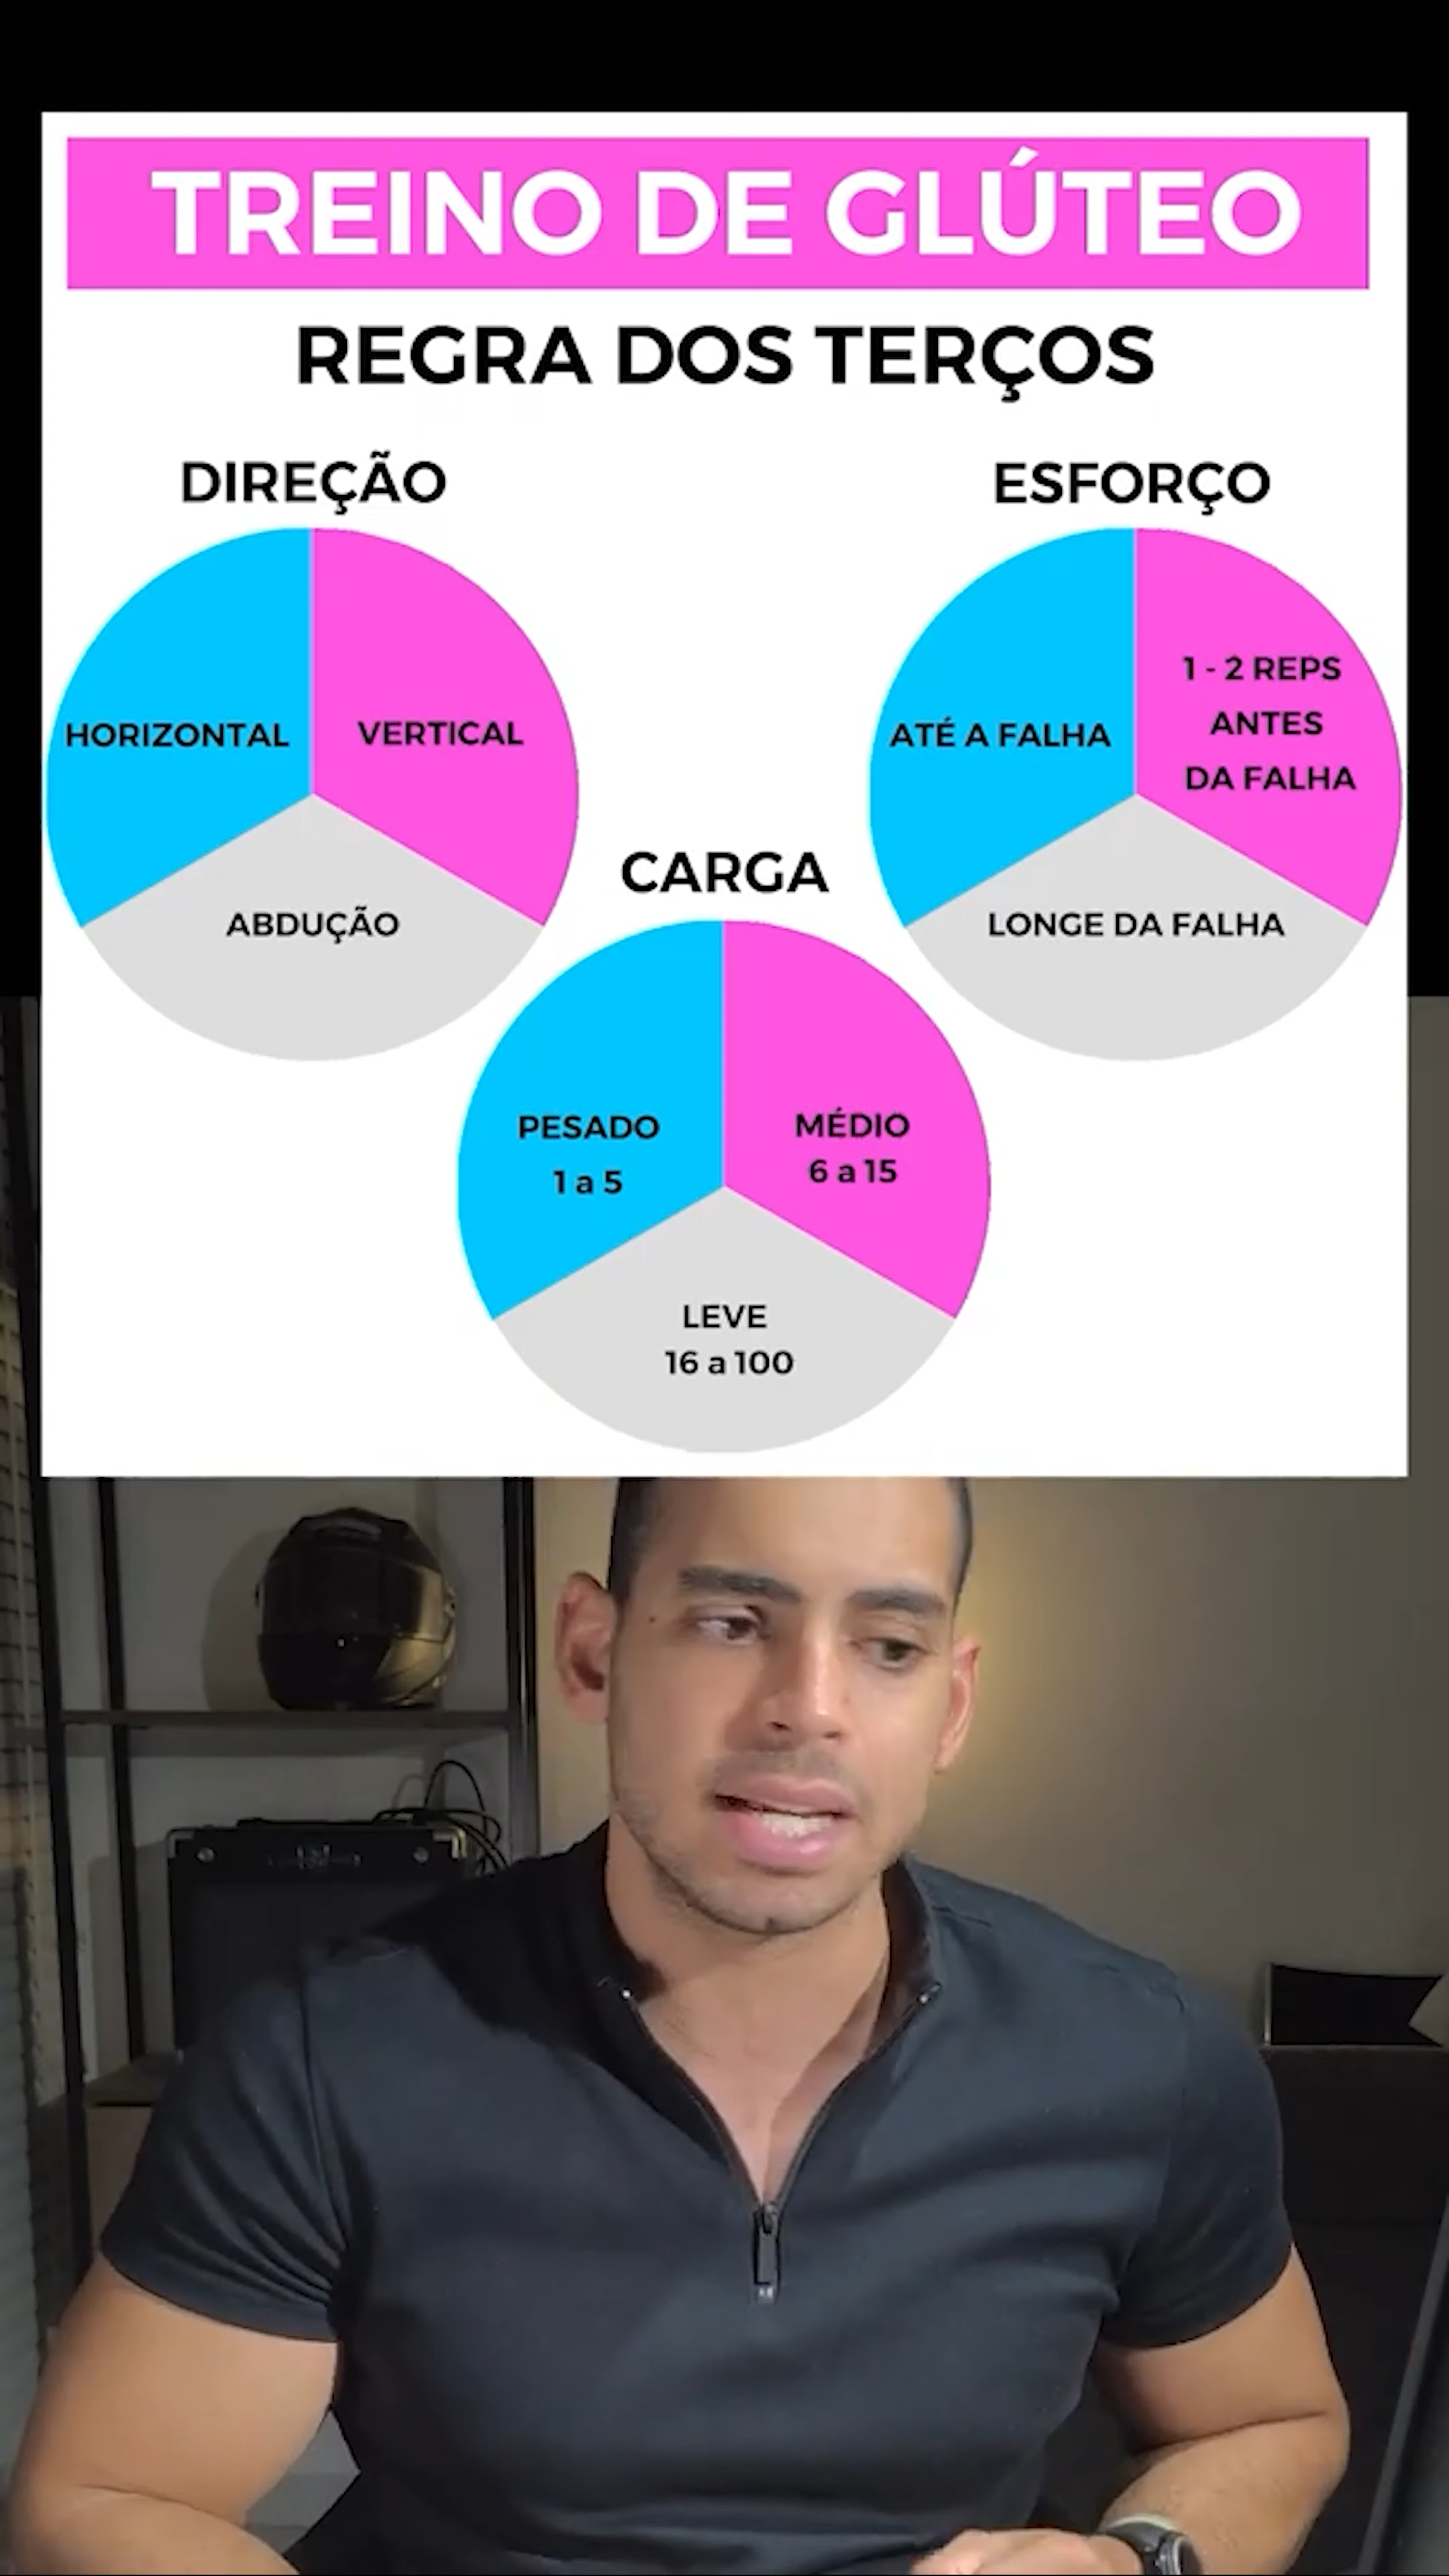 TREINO DE GLÚTEO
REGRA DOS TERÇOS
DIREÇÃO
HORIZONTAL
VERTICAL
ABDUÇÃO
ESFORÇO
ATÉ A FALHA
1 - 2 REPS
ANTES
DA FALHA
LONGE DA FALHA
CARGA
PESADO
1 a 5
MÉDIO
6 a 15
LEVE
16 a 100